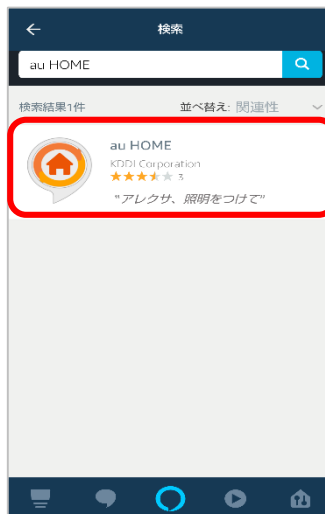 検索
au HOME
検索結果1件 並べ替え: 関連性
au HOME
KDDI Corporation
3
"アレクサ、照明をつけて"